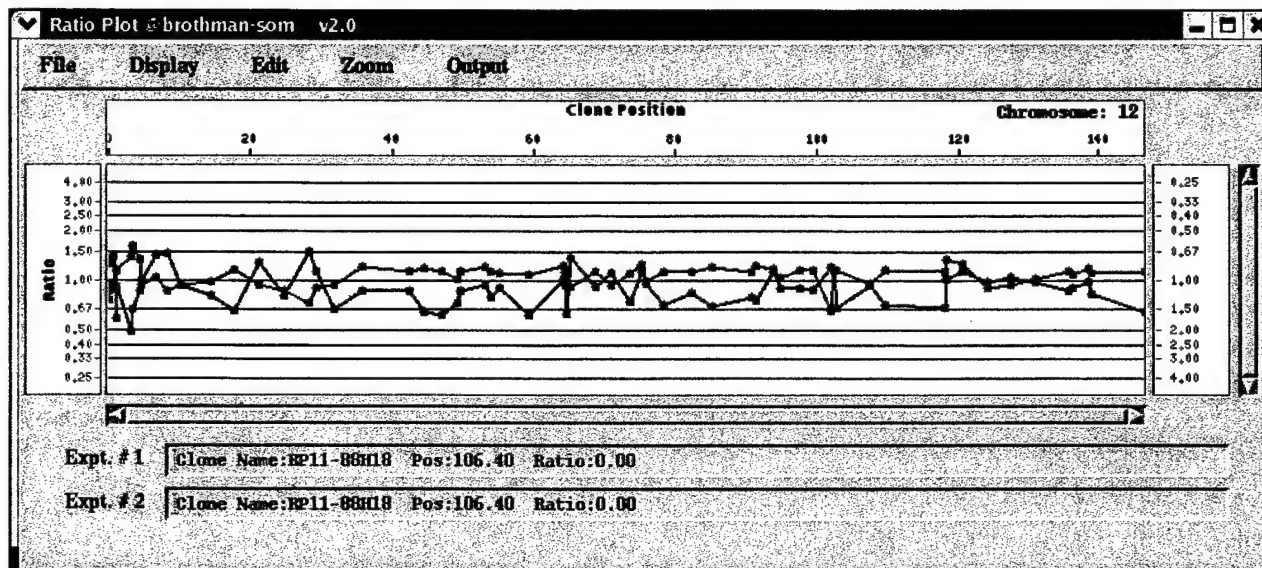 Ratio Plot @ brothman-som v2.0
File Display Edit Zoom Output
Clone Position Chromosome: 12
0 20 40 60 80 100 120 140
Ratio
4.00 0.25
3.00 0.33
2.50 0.40
2.00 0.50
1.50 0.67
1.00 1.00
0.67 1.50
0.50 2.00
0.40 2.50
0.33 3.00
0.25 4.00
Expt. # 1 Clone Name:RP11-88H18 Pos:106.40 Ratio:0.00
Expt. # 2 Clone Name:RP11-88H18 Pos:106.40 Ratio:0.00